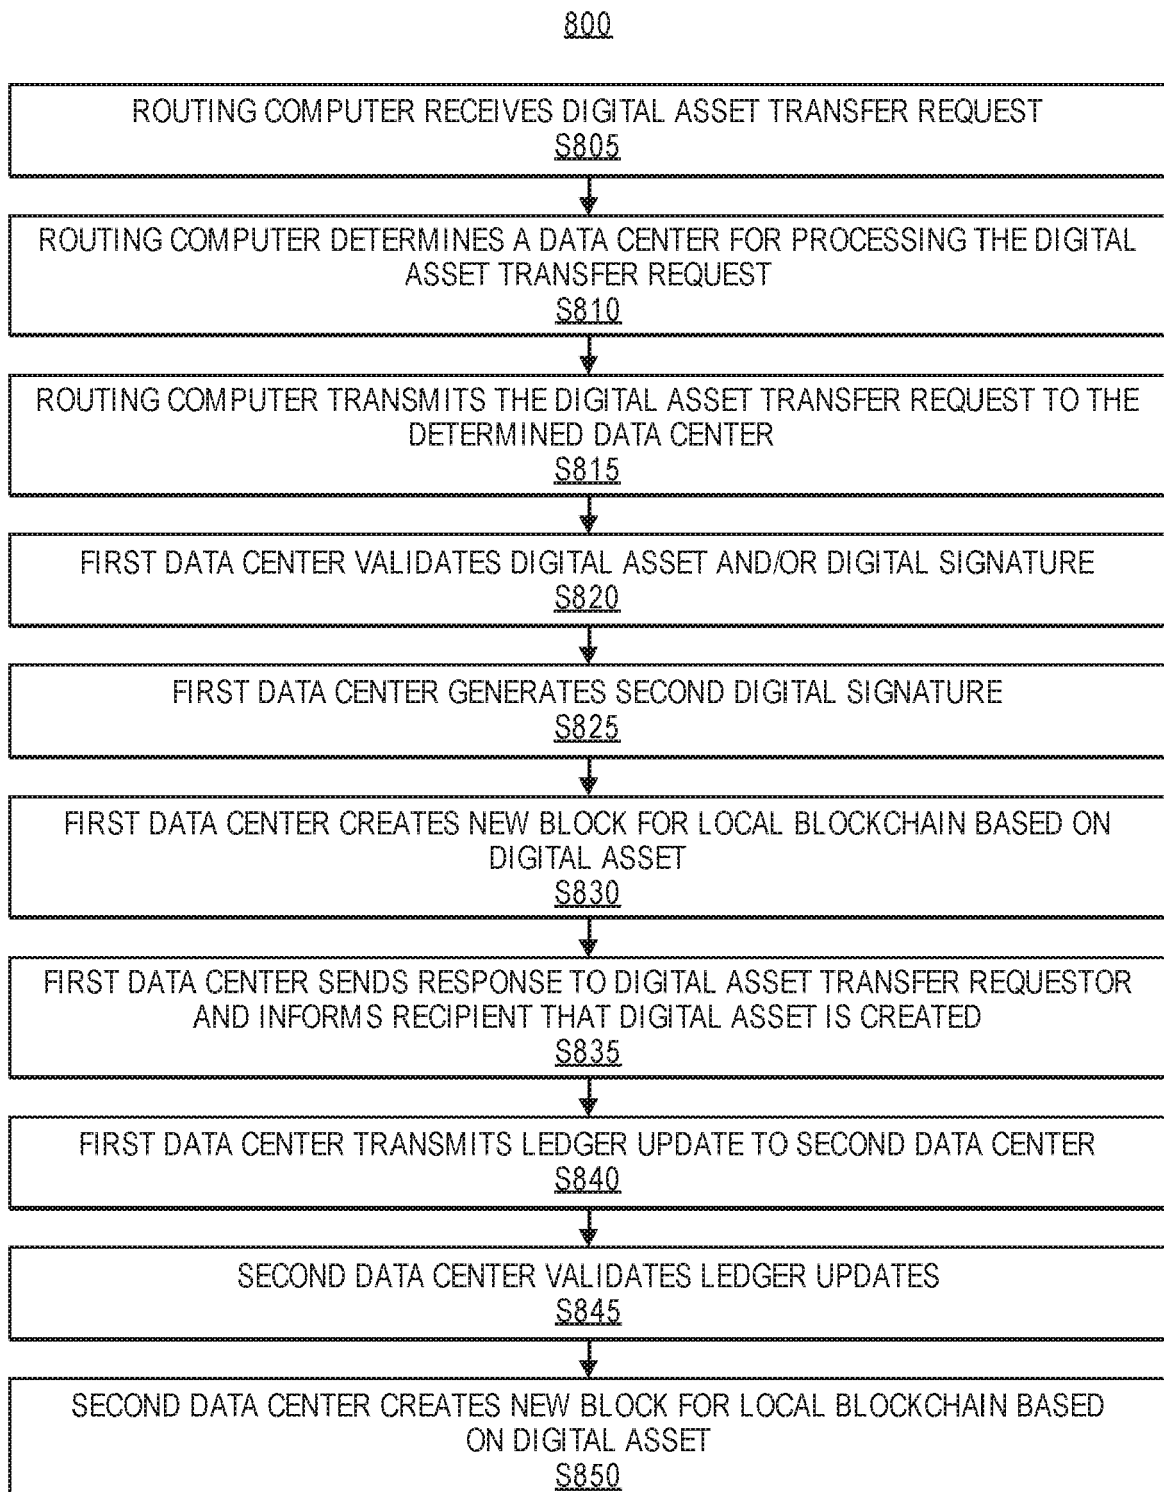 800
ROUTING COMPUTER RECEIVES DIGITAL ASSET TRANSFER REQUEST
S805
ROUTING COMPUTER DETERMINES A DATA CENTER FOR PROCESSING THE DIGITAL
ASSET TRANSFER REQUEST
S810
ROUTING COMPUTER TRANSMITS THE DIGITAL ASSET TRANSFER REQUEST TO THE
DETERMINED DATA CENTER
S815
FIRST DATA CENTER VALIDATES DIGITAL ASSET AND/OR DIGITAL SIGNATURE
S820
FIRST DATA CENTER GENERATES SECOND DIGITAL SIGNATURE
S825
FIRST DATA CENTER CREATES NEW BLOCK FOR LOCAL BLOCKCHAIN BASED ON
DIGITAL ASSET
S830
FIRST DATA CENTER SENDS RESPONSE TO DIGITAL ASSET TRANSFER REQUESTOR
AND INFORMS RECIPIENT THAT DIGITAL ASSET IS CREATED
S835
FIRST DATA CENTER TRANSMITS LEDGER UPDATE TO SECOND DATA CENTER
S840
SECOND DATA CENTER VALIDATES LEDGER UPDATES
S845
SECOND DATA CENTER CREATES NEW BLOCK FOR LOCAL BLOCKCHAIN BASED
ON DIGITAL ASSET
S850